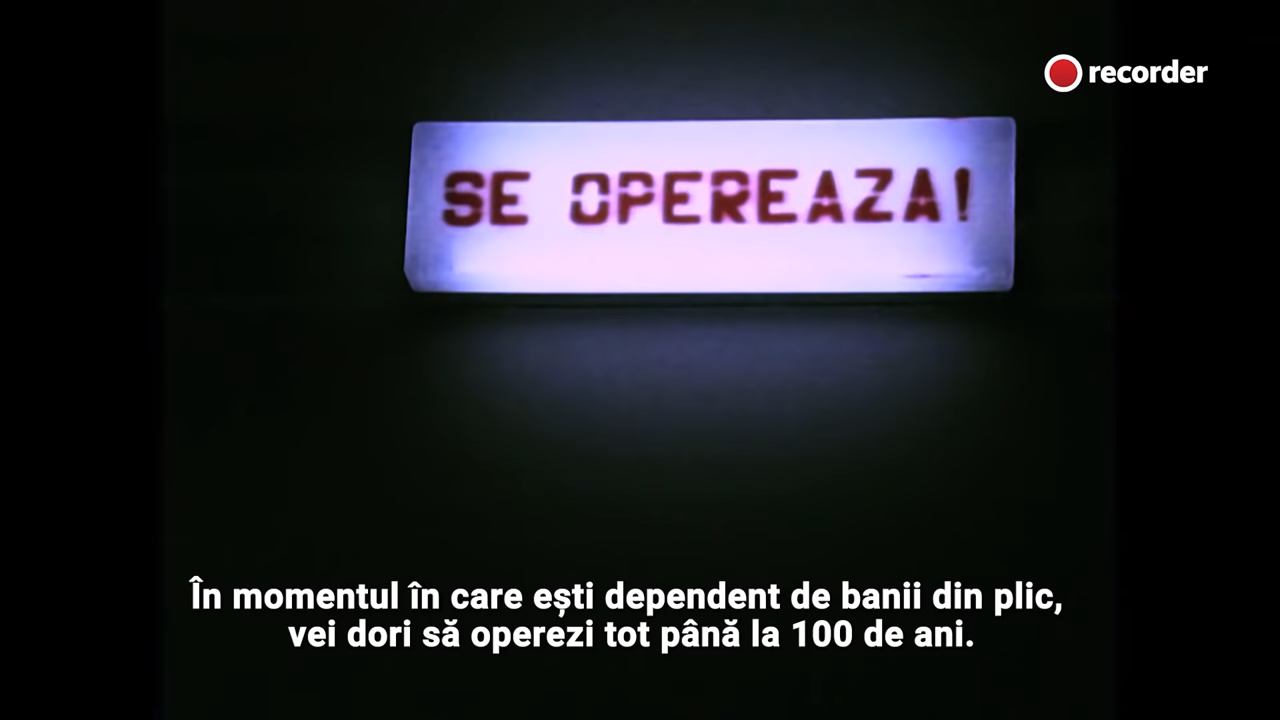 recorder
SE OPEREAZA!
În momentul în care ești dependent de banii din plic,
vei dori să operezi tot până la 100 de ani.